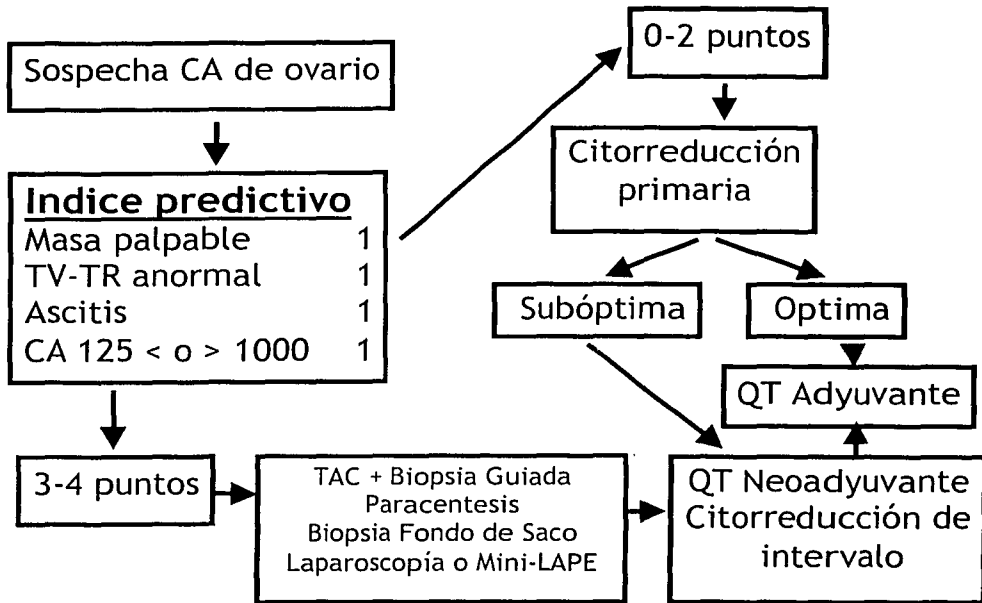 Sospecha CA de ovario
Indice predictivo
Masa palpable 1
TV-TR anormal 1
Ascitis 1
CA 125 < o > 1000 1
0-2 puntos
Citorreducción
primaria
Subóptima
Optima
QT Adyuvante
3-4 puntos
TAC + Biopsia Guiada
Paracentesis
Biopsia Fondo de Saco
Laparoscopía o Mini-LAPE
QT Neoadyuvante
Citorreducción de
intervalo